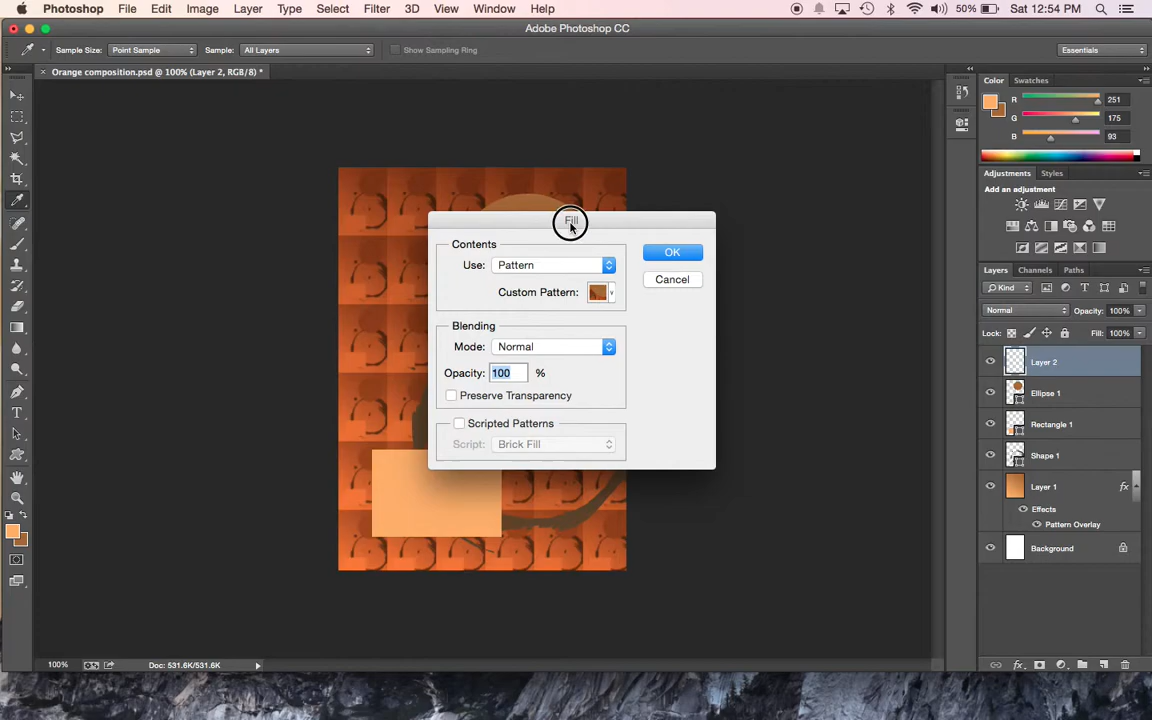 Photoshop File Edit Image Layer Type Select Filter 3D View Window Help 50% Sat 12:54 PM
Adobe Photoshop CC
Sample Size: Point Sample Sample: All Layers Show Sampling Ring Essentials
Orange composition.psd @ 100% (Layer 2, RGB/8) *
Color Swatches
R 251
G 175
B 93
Adjustments Styles
Add an adjustment
Fill
Contents
Use: Pattern
OK
Custom Pattern:
Cancel
Blending
Mode: Normal
Opacity: 100 %
Preserve Transparency
Scripted Patterns
Script: Brick Fill
Layers Channels Paths
Kind
Normal Opacity: 100%
Lock: Fill: 100%
Layer 2
Ellipse 1
Rectangle 1
Shape 1
Layer 1 fx
Effects
Pattern Overlay
Background
100% Doc: 531.6K/531.6K
fx